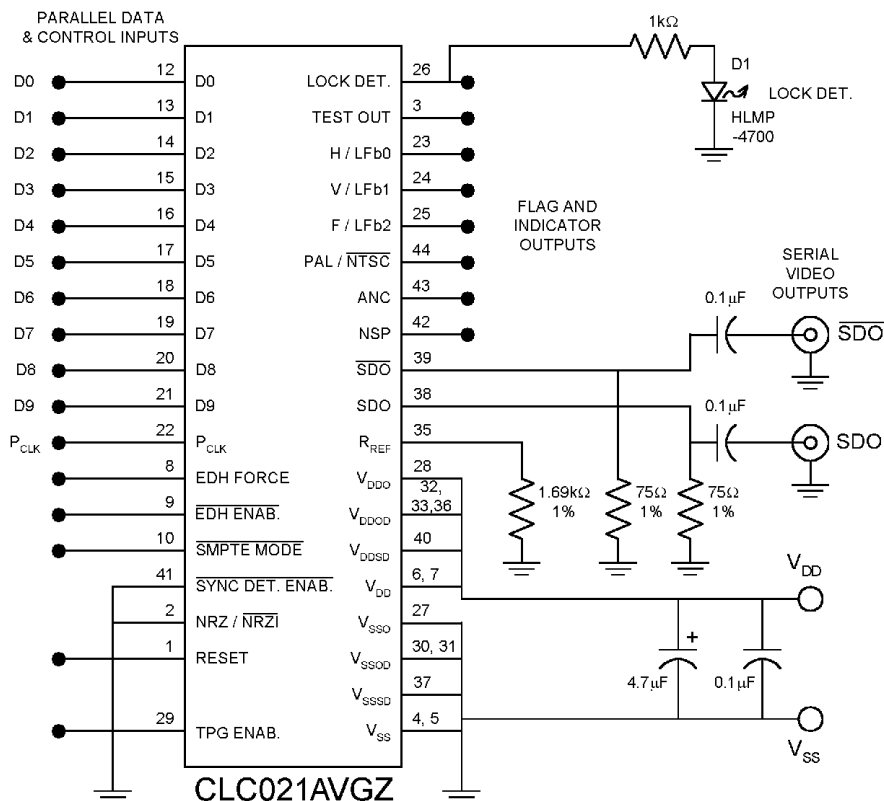 PARALLEL DATA
& CONTROL INPUTS
1kΩ
D1
LOCK DET.
HLMP
-4700
D0 12 D0 LOCK DET. 26
D1 13 D1 TEST OUT 3
D2 14 D2 H / LFb0 23
D3 15 D3 V / LFb1 24
D4 16 D4 F / LFb2 25
D5 17 D5 PAL / NTSC 44
D6 18 D6 ANC 43
D7 19 D7 NSP 42
D8 20 D8 SDO 39
D9 21 D9 SDO 38
PCLK 22 PCLK RREF 35
8 EDH FORCE VDDO 28
9 EDH ENAB. VDDOD 32,
33,36
10 SMPTE MODE VDDSD 40
41 SYNC DET. ENAB. VDD 6, 7
2 NRZ / NRZI VSSO 27
1 RESET VSSOD 30, 31
VSSSD 37
29 TPG ENAB. VSS 4, 5
FLAG AND
INDICATOR
OUTPUTS
SERIAL
VIDEO
OUTPUTS
0.1μF
SDO
0.1μF
SDO
1.69kΩ
1%
75Ω
1%
75Ω
1%
VDD
+
4.7μF
0.1μF
VSS
CLC021AVGZ